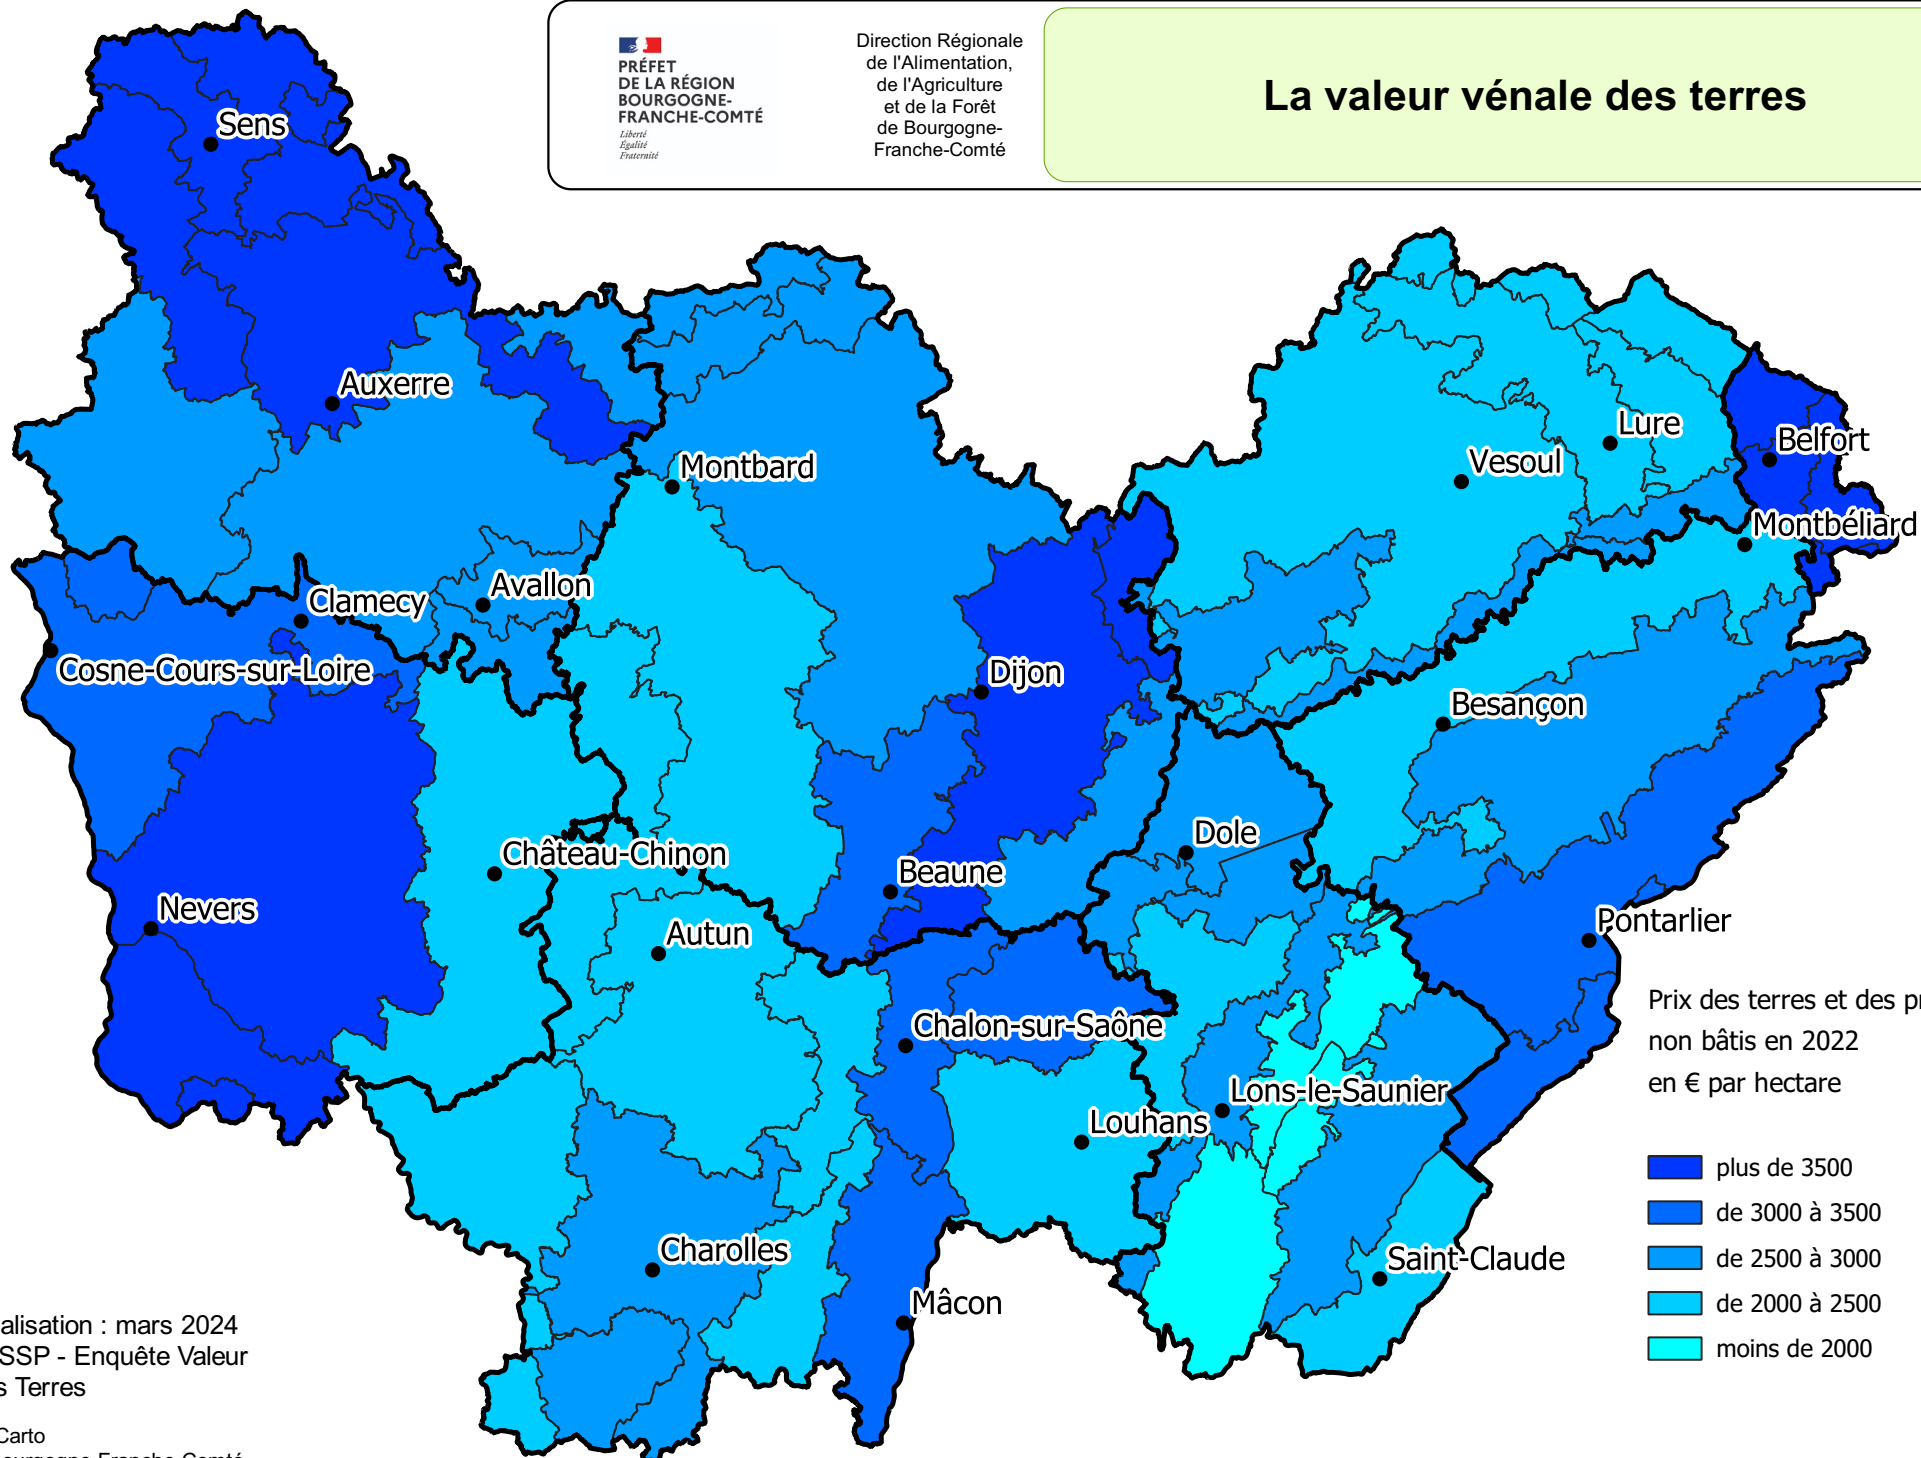 PRÉFET
DE LA RÉGION
BOURGOGNE-
FRANCHE-COMTÉ
Liberté
Égalité
Fraternité
Direction Régionale
de l'Alimentation,
de l'Agriculture
et de la Forêt
de Bourgogne-
Franche-Comté
La valeur vénale des terres
Sens
Auxerre
Montbard
Lure
Belfort
Vesoul
Montbéliard
Avallon
Clamecy
Cosne-Cours-sur-Loire
Dijon
Besançon
Dole
Château-Chinon
Beaune
Nevers
Autun
Pontarlier
Chalon-sur-Saône
Lons-le-Saunier
Louhans
Charolles
Saint-Claude
Mâcon
Prix des terres et des pr
non bâtis en 2022
en € par hectare
plus de 3500
de 3000 à 3500
de 2500 à 3000
de 2000 à 2500
moins de 2000
alisation : mars 2024
SSP - Enquête Valeur
s Terres
Carto
ourgogne-Franche-Comté